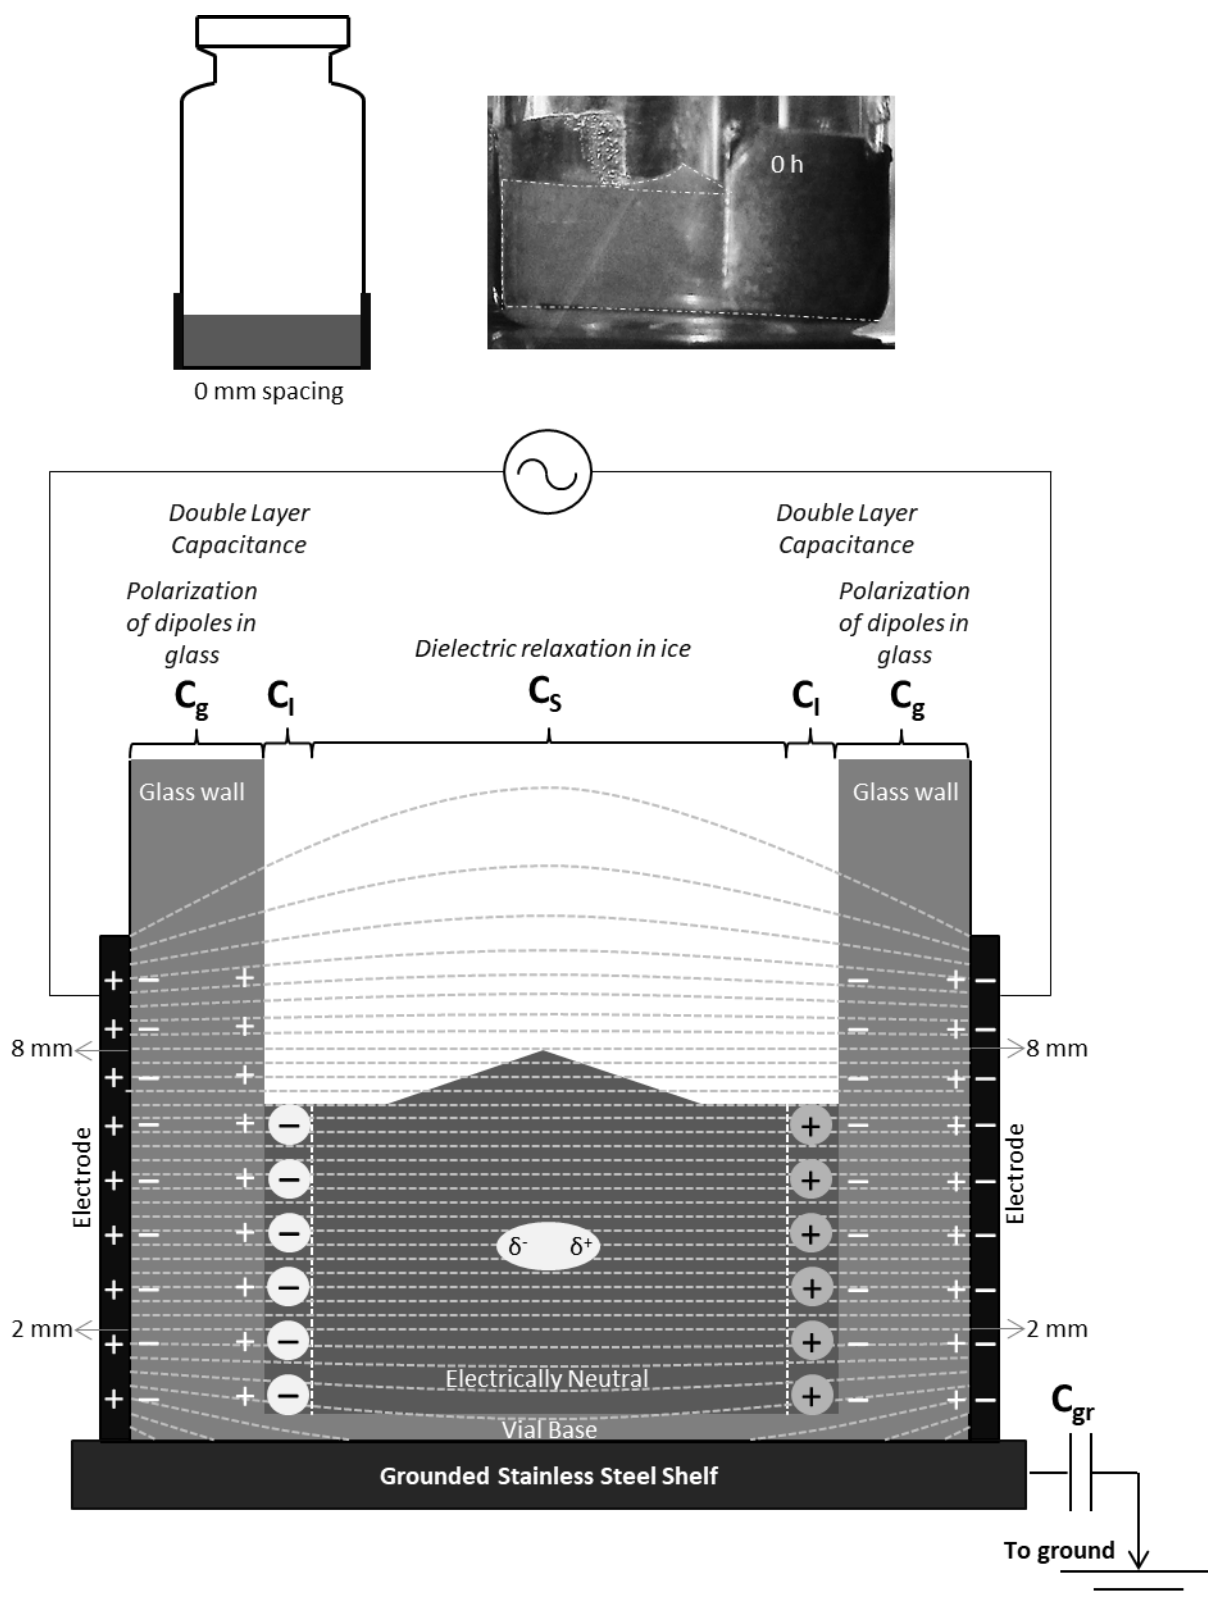 0 h
0 mm spacing
Double Layer
Capacitance
Double Layer
Capacitance
Polarization
of dipoles in
glass
Polarization
of dipoles in
glass
Dielectric relaxation in ice
Cg
CI
CS
CI
Cg
Glass wall
Glass wall
+ − + − + −
+ − + − + −
8 mm
8 mm
+ − + − + −
+ − + − + − + −
Electrode
Electrode
+ − + − + − + −
+ − + − + − + −
δ- δ+
+ − + − + − + −
2 mm
2 mm
+ − + − + − + −
Electrically Neutral
+ − + − + − + −
Vial Base
Cgr
Grounded Stainless Steel Shelf
To ground